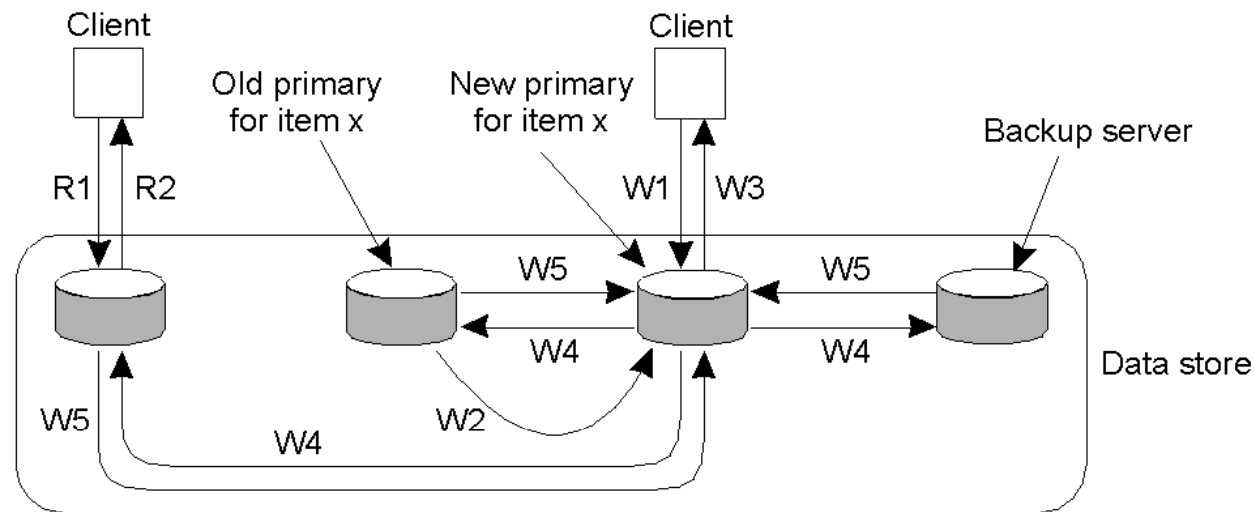 Client
Client
Old primary
for item x
New primary
for item x
Backup server
R1
R2
W1
W3
W5
W5
W4
W4
Data store
W5
W2
W4